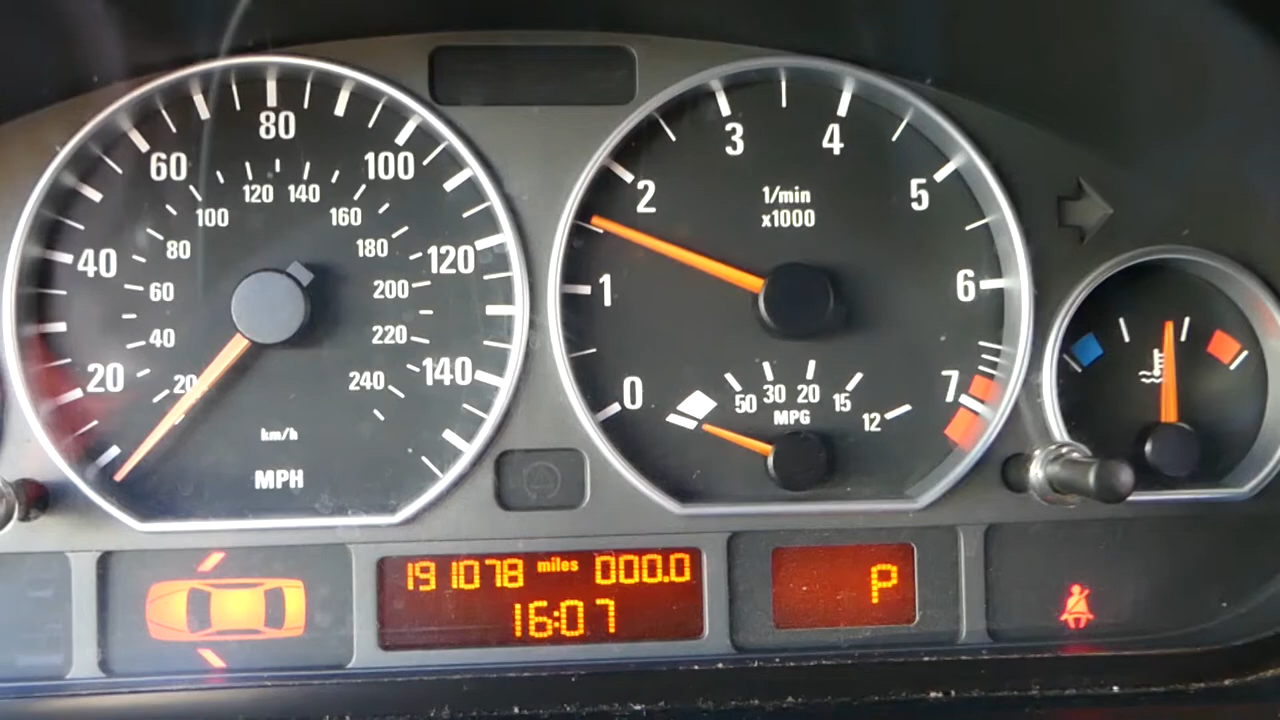 20 40 60 80 100 120 140
20 40 60 80 100 120 140 160 180 200 220 240
km/h
MPH
0 1 2 3 4 5 6 7
1/min
x1000
50 30 20 15 12
MPG
191078 miles 000.0
16:07
P